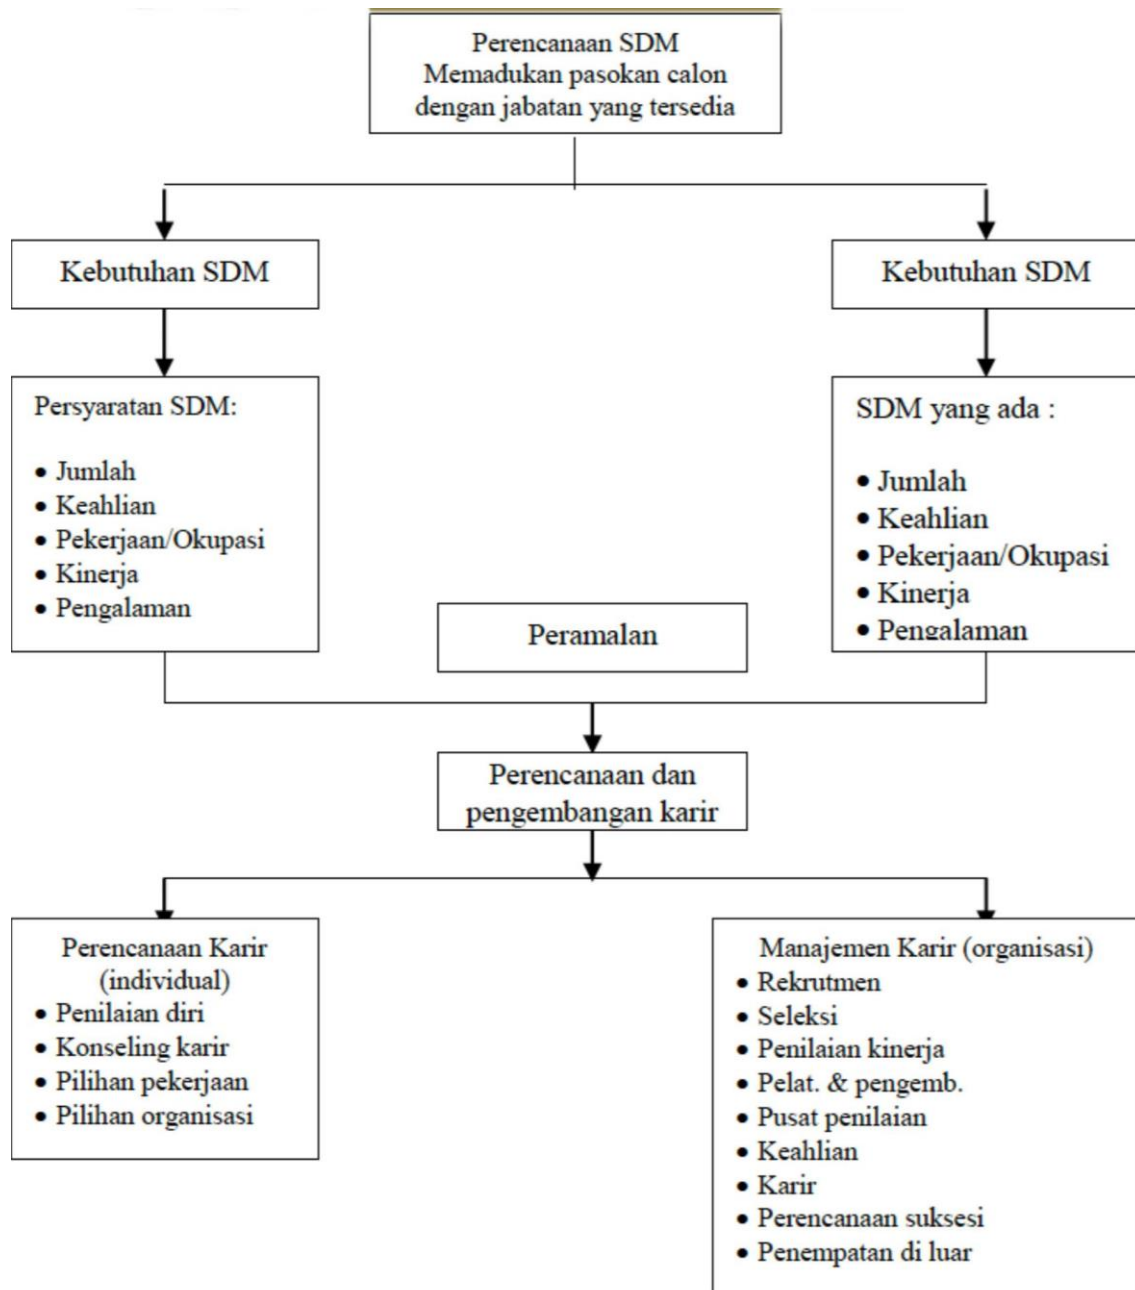 Perencanaan SDM
Memadukan pasokan calon
dengan jabatan yang tersedia
Kebutuhan SDM
Kebutuhan SDM
Persyaratan SDM:
• Jumlah
• Keahlian
• Pekerjaan/Okupasi
• Kinerja
• Pengalaman
SDM yang ada :
• Jumlah
• Keahlian
• Pekerjaan/Okupasi
• Kinerja
• Pengalaman
Peramalan
Perencanaan dan
pengembangan karir
Perencanaan Karir
(individual)
• Penilaian diri
• Konseling karir
• Pilihan pekerjaan
• Pilihan organisasi
Manajemen Karir (organisasi)
• Rekrutmen
• Seleksi
• Penilaian kinerja
• Pelat. & pengemb.
• Pusat penilaian
• Keahlian
• Karir
• Perencanaan suksesi
• Penempatan di luar